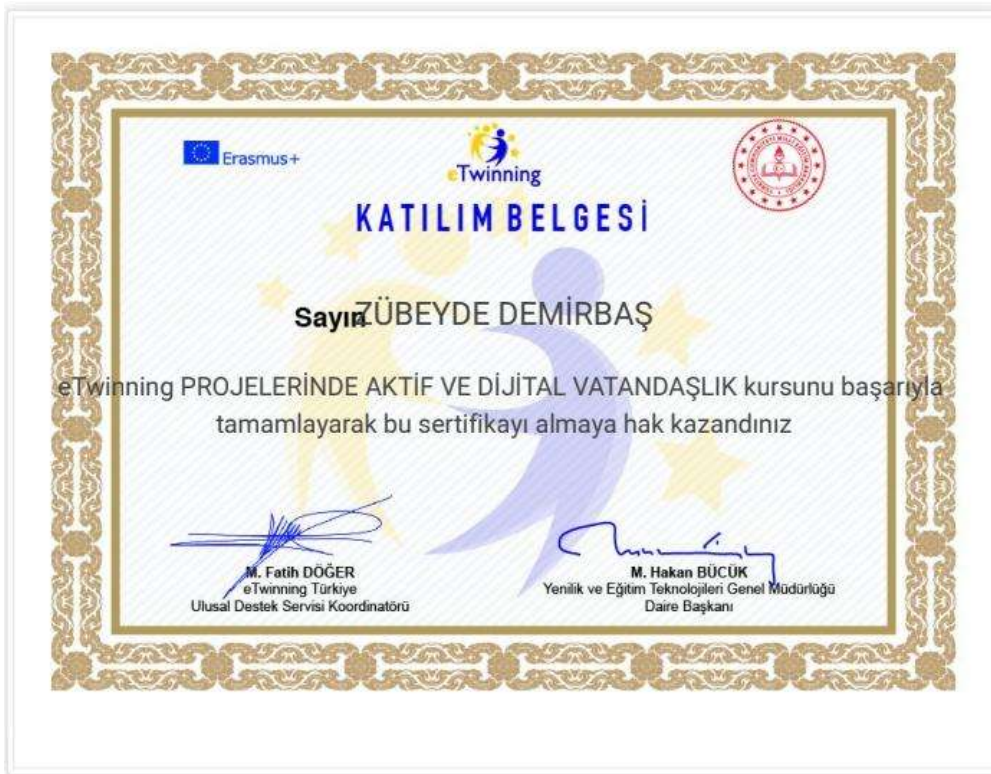 Erasmus+
eTwinning
KATILIM BELGESİ
Sayın ZÜBEYDE DEMİRBAŞ
eTwinning PROJELERİNDE AKTİF VE DİJİTAL VATANDAŞLIK kursunu başarıyla
tamamlayarak bu sertifikayı almaya hak kazandınız
M. Fatih DÖĞER
eTwinning Türkiye
Ulusal Destek Servisi Koordinatörü
M. Hakan BÜCÜK
Yenilik ve Eğitim Teknolojileri Genel Müdürlüğü
Daire Başkanı